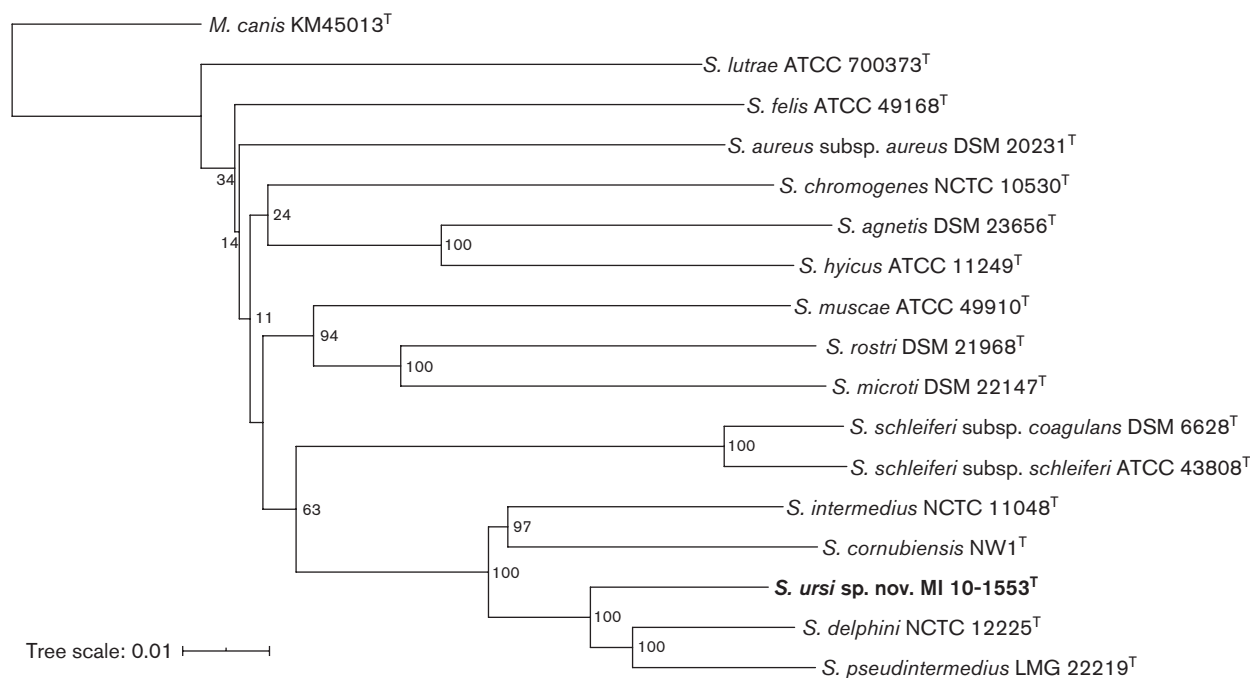 M. canis KM45013ᵀ
S. lutrae ATCC 700373ᵀ
S. felis ATCC 49168ᵀ
S. aureus subsp. aureus DSM 20231ᵀ
34
S. chromogenes NCTC 10530ᵀ
24
S. agnetis DSM 23656ᵀ
14
100
S. hyicus ATCC 11249ᵀ
S. muscae ATCC 49910ᵀ
11
94
S. rostri DSM 21968ᵀ
100
S. microti DSM 22147ᵀ
S. schleiferi subsp. coagulans DSM 6628ᵀ
100
S. schleiferi subsp. schleiferi ATCC 43808ᵀ
63
S. intermedius NCTC 11048ᵀ
97
S. cornubiensis NW1ᵀ
100
S. ursi sp. nov. MI 10-1553ᵀ
100
S. delphini NCTC 12225ᵀ
100
Tree scale: 0.01
S. pseudintermedius LMG 22219ᵀ